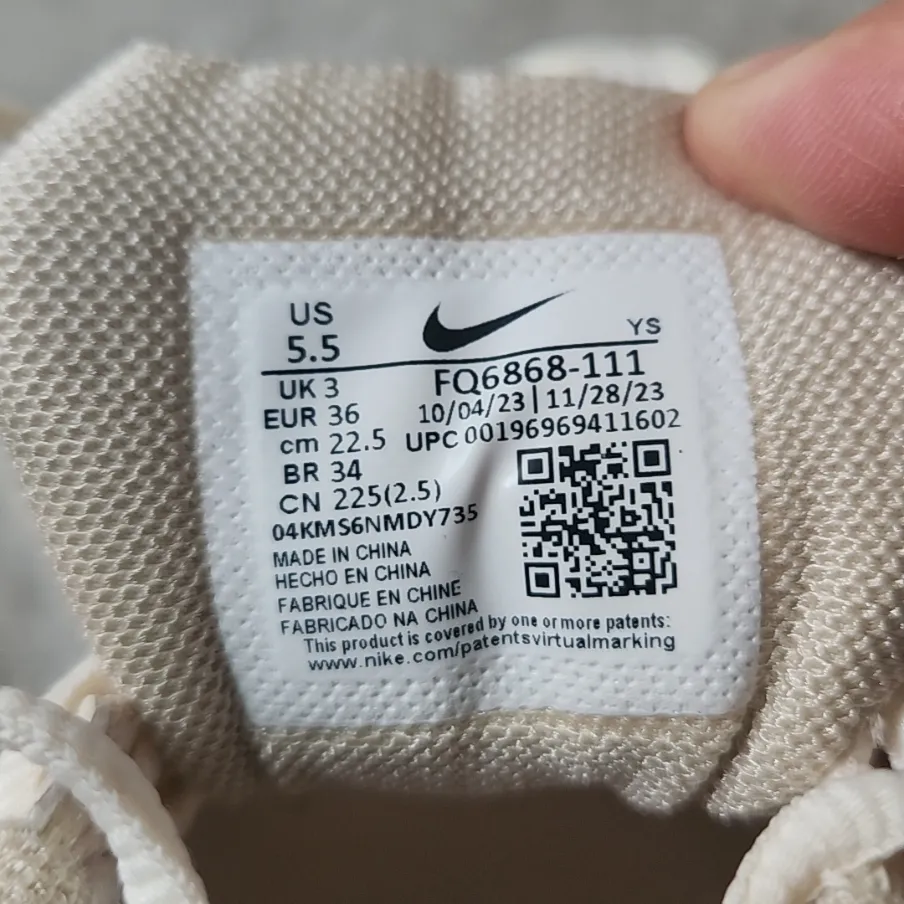 US
5.5
YS
UK 3
EUR 36
cm 22.5
BR 34
CN 225(2.5)
FQ6868-111
10/04/23 | 11/28/23
UPC 00196969411602
04KMS6NMDY735
MADE IN CHINA
HECHO EN CHINA
FABRIQUE EN CHINE
FABRICADO NA CHINA
This product is covered by one or more patents:
www.nike.com/patentsvirtualmarking